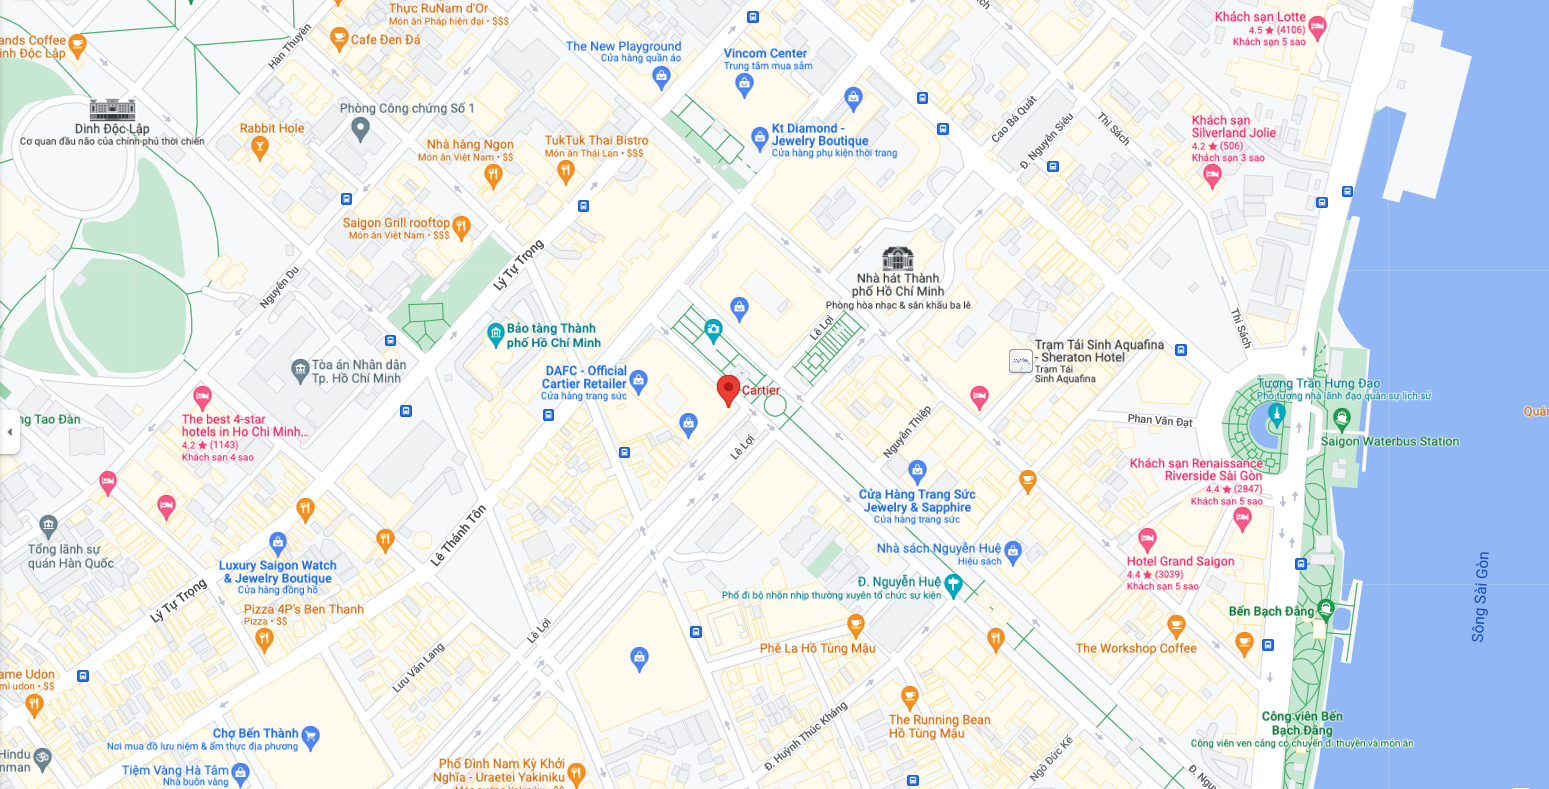 Thực RuNam d'Or
Món ăn Pháp hiện đại • $$$
Khách sạn Lotte
4.5 ★ (4106)
Khách sạn 5 sao
ands Coffee
inh Độc Lập
Cafe Đen Đá
Hàn Thuyên
The New Playground
Cửa hàng quần áo
Vincom Center
Trung tâm mua sắm
Phòng Công chứng Số 1
Cao Bá Quát
Thi Sách
Đ. Nguyễn Siêu
Khách sạn
Silverland Jolie
4.2 ★ (506)
Khách sạn 3 sao
Dinh Độc Lập
Cơ quan đầu não của chính phủ thời chiến
Rabbit Hole
Nhà hàng Ngon
Món ăn Việt Nam • $$
TukTuk Thai Bistro
Món ăn Thái Lan • $$$
Kt Diamond -
Jewelry Boutique
Cửa hàng phụ kiện thời trang
Saigon Grill rooftop
Món ăn Việt Nam • $$$
Lý Tự Trọng
Nguyễn Du
Nhà hát Thành
phố Hồ Chí Minh
Phòng hòa nhạc & sân khấu ba lê
Lê Lợi
Thi Sách
Bảo tàng Thành
phố Hồ Chí Minh
Trạm Tái Sinh Aquafina
- Sheraton Hotel
Trạm Tái
Sinh Aquafina
Tòa án Nhân dân
Tp. Hồ Chí Minh
DAFC - Official
Cartier Retailer
Cửa hàng trang sức
Cartier
Tượng Trần Hưng Đạo
Pho tượng nhà lãnh đạo quân sự lịch sử
Quán
ng Tao Đàn
The best 4-star
hotels in Ho Chi Minh...
4.2 ★ (1143)
Khách sạn 4 sao
Phan Văn Đạt
Nguyễn Thiệp
Lê Lợi
Saigon Waterbus Station
Khách sạn Renaissance
Riverside Sài Gòn
4.4 ★ (2847)
Khách sạn 5 sao
Cửa Hàng Trang Sức
Jewelry & Sapphire
Cửa hàng trang sức
Tổng lãnh sự
quán Hàn Quốc
Lê Thánh Tôn
Luxury Saigon Watch
& Jewelry Boutique
Cửa hàng đồng hồ
Nhà sách Nguyễn Huệ
Hiệu sách
Hotel Grand Saigon
4.4 ★ (3039)
Khách sạn 5 sao
Sông Sài Gòn
Đ. Nguyễn Huệ
Phố đi bộ nhộn nhịp thường xuyên tổ chức sự kiện
Lý Tự Trọng
Pizza 4P's Ben Thanh
Pizza • $$
Bến Bạch Đằng
Lê Lợi
Phê La Hồ Tùng Mậu
The Workshop Coffee
Lưu Văn Lang
ame Udon
mì udon • $$
The Running Bean
Hồ Tùng Mậu
Đ. Huỳnh Thúc Kháng
Công viên Bến
Bạch Đằng
Công viên ven cảng có chuyến đi thuyền và món ăn
Chợ Bến Thành
Nơi mua đồ lưu niệm & ẩm thực địa phương
Ngô Đức Kế
Hindu
nman
Tiệm Vàng Hà Tâm
Nhà buôn vàng
Phố Đình Nam Kỳ Khởi
Nghĩa - Uraetei Yakiniku
Đ. Ngu